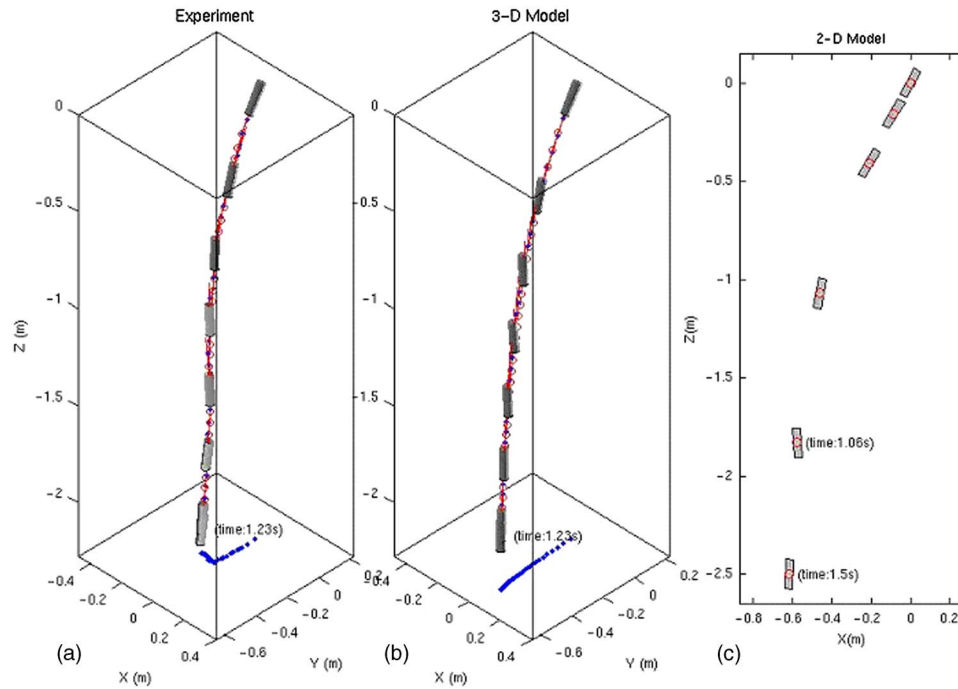 Experiment
0
-0.5
-1
-1.5
-2
Z (m)
(time:1.23s)
-0.4
-0.2
0
0.2
0.4
X (m)
-0.6
-0.4
-0.2
0
0.2
Y (m)
(a)
3-D Model
0
-0.5
-1
-1.5
-2
(time:1.23s)
-0.4
-0.2
0
0.2
0.4
X (m)
-0.6
-0.4
-0.2
0
0.2
Y (m)
(b)
2-D Model
0
-0.5
-1
-1.5
-2
-2.5
Z(m)
(time:1.06s)
(time:1.5s)
-0.8
-0.6
-0.4
-0.2
0
0.2
X(m)
(c)